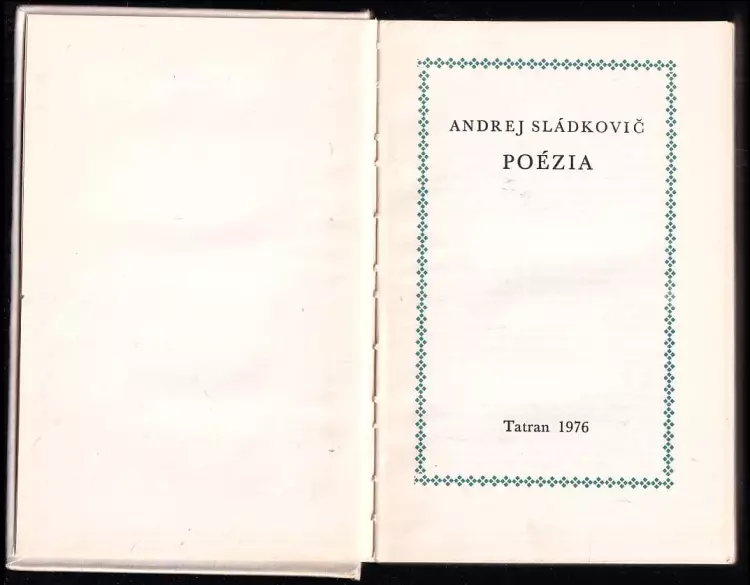 ANDREJ SLÁDKOVIČ
POÉZIA
Tatran 1976